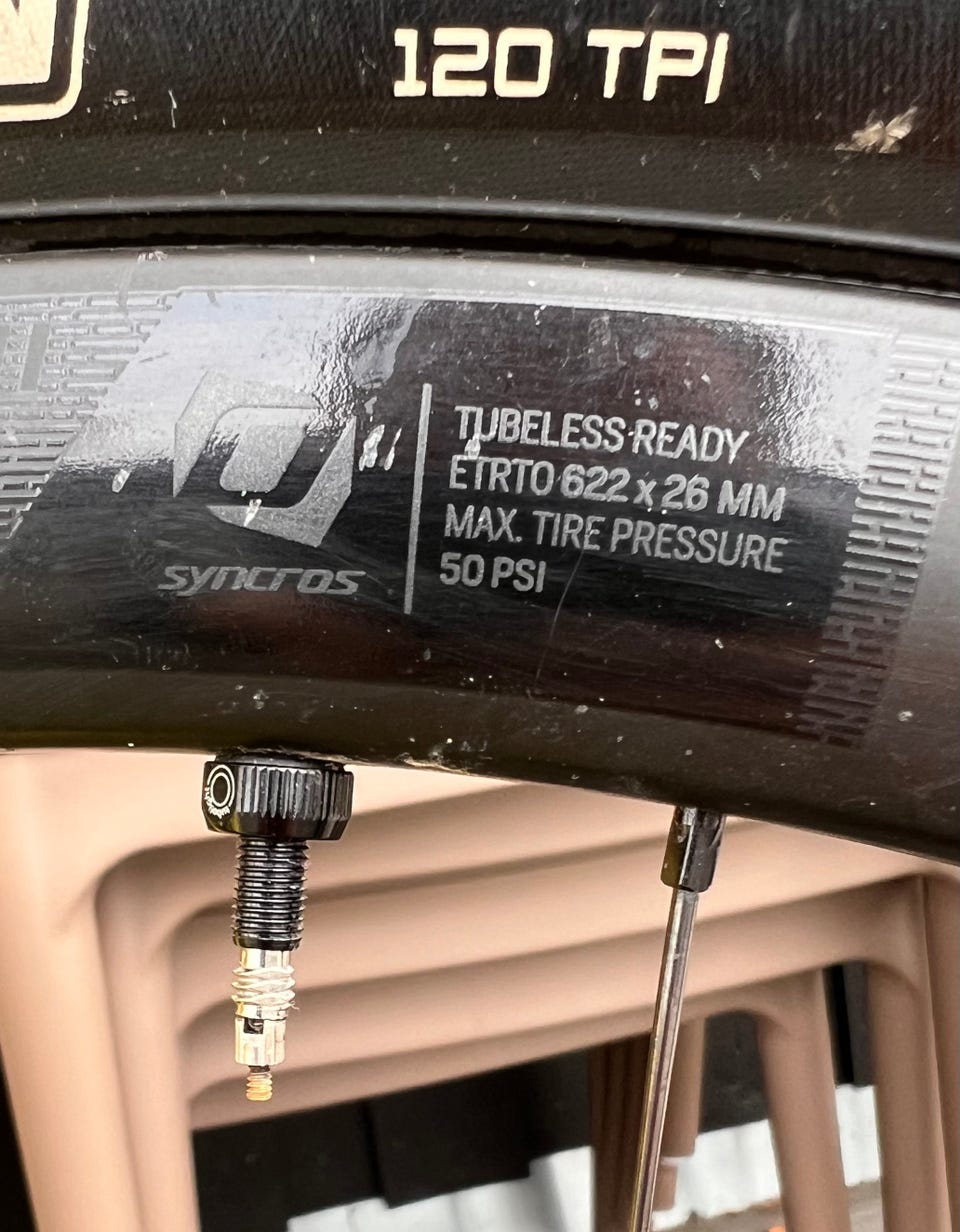 120 TPI
TUBELESS READY
ETRTO 622 x 26 MM
MAX. TIRE PRESSURE
50 PSI
syncros